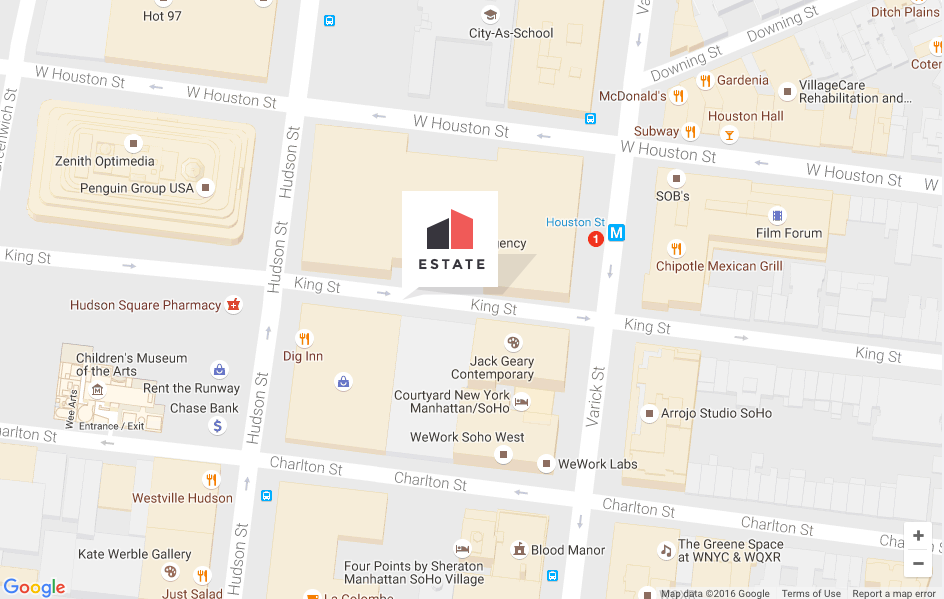 Hot 97
City-As-School
Ditch Plains
Varick
Downing St
Downing St
Gardenia
McDonald's
VillageCare
Rehabilitation and...
Houston Hall
Subway
W Houston St
W Houston St
W Houston St
W Houston St
W Houston St
Hudson St
Hudson St
Zenith Optimedia
Penguin Group USA
Hudson St
SOB's
Houston St
1
M
Film Forum
ESTATE
Chipotle Mexican Grill
King St
King St
King St
King St
King St
Hudson Square Pharmacy
Dig Inn
Jack Geary
Contemporary
Children's Museum
of the Arts
Rent the Runway
Chase Bank
Wee Arts
Entrance / Exit
Courtyard New York
Manhattan/SoHo
Varick St
Arrojo Studio SoHo
Hudson St
WeWork Soho West
WeWork Labs
Charlton St
Charlton St
Charlton St
Charlton St
Westville Hudson
Hudson St
Kate Werble Gallery
Just Salad
Four Points by Sheraton
Manhattan SoHo Village
Blood Manor
The Greene Space
at WNYC & WQXR
La Colombe
Google
Map data ©2016 Google
Terms of Use
Report a map error